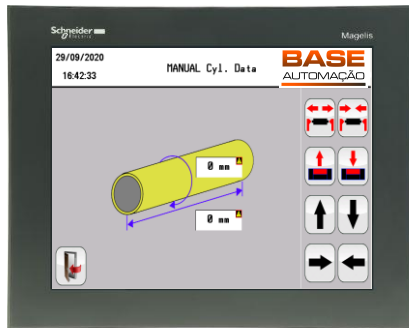 Schneider
Electric
Magelis
29/09/2020
16:42:33
MANUAL Cyl. Data
BASE
AUTOMAÇÃO
0 mm
0 mm